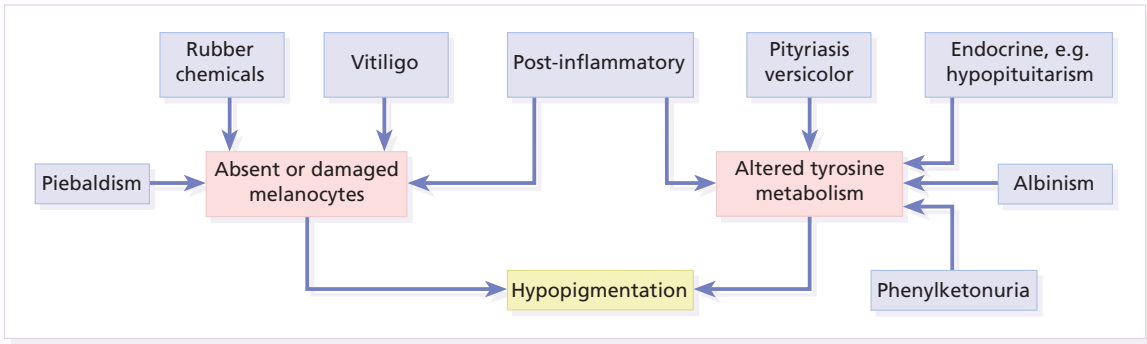 Rubber
chemicals
Vitiligo
Post-inflammatory
Pityriasis
versicolor
Endocrine, e.g.
hypopituitarism
Piebaldism
Absent or damaged
melanocytes
Altered tyrosine
metabolism
Albinism
Hypopigmentation
Phenylketonuria